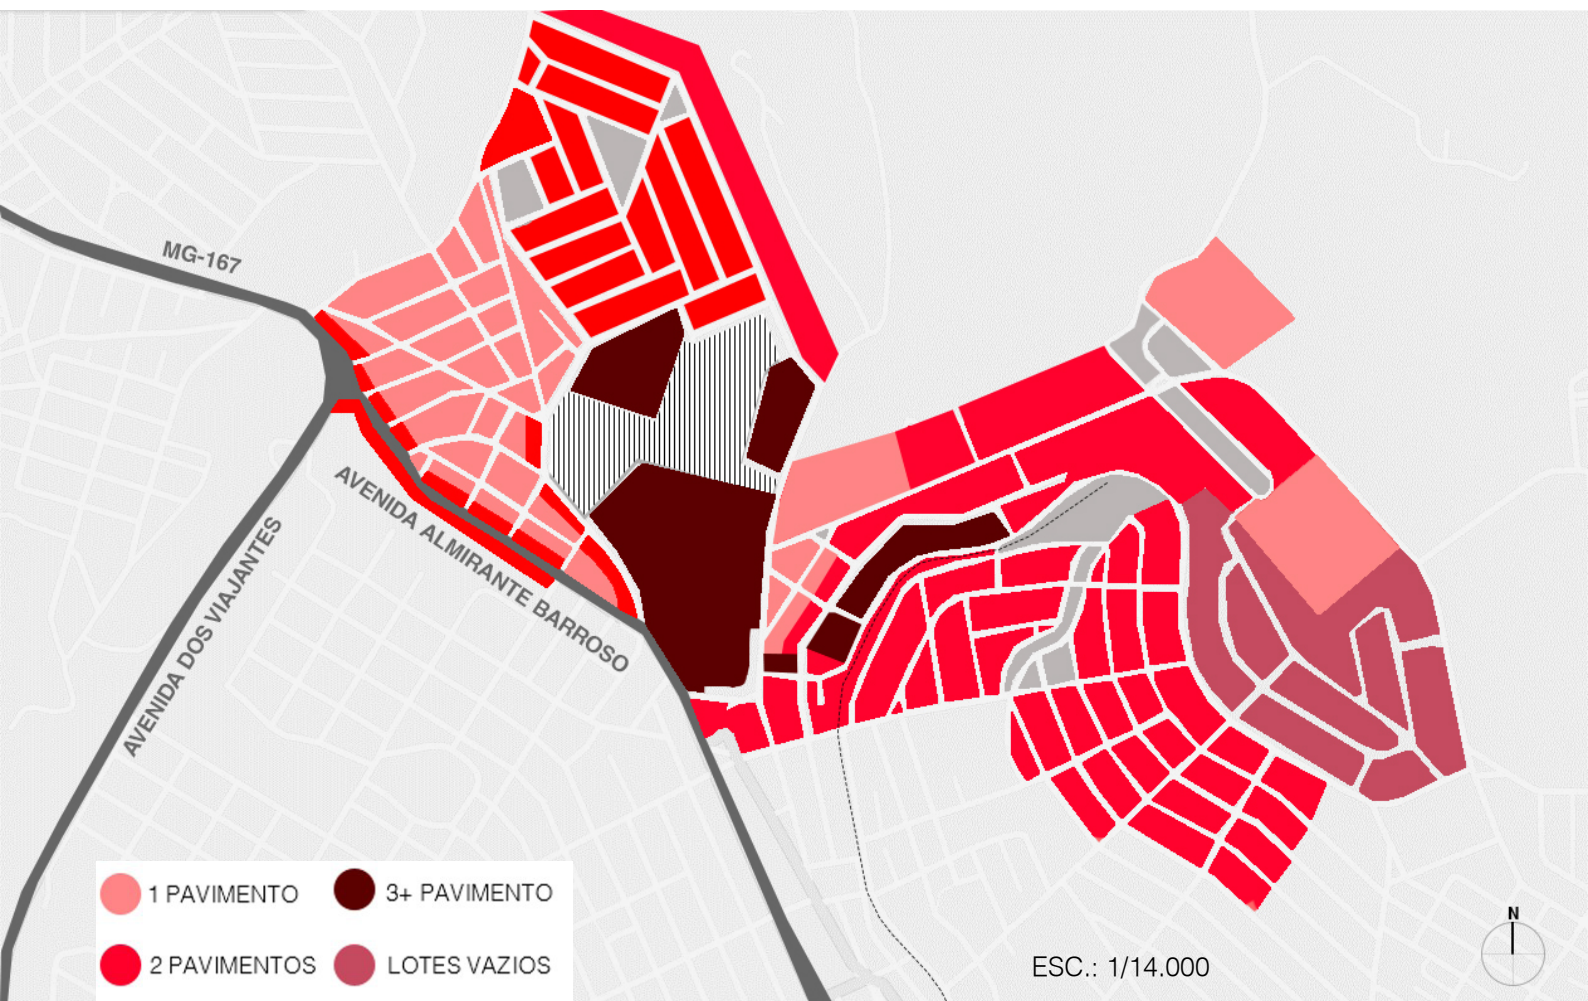 MG-167
AVENIDA ALMIRANTE BARROSO
AVENIDA DOS VIAJANTES
1 PAVIMENTO
3+ PAVIMENTO
2 PAVIMENTOS
LOTES VAZIOS
ESC.: 1/14.000
N